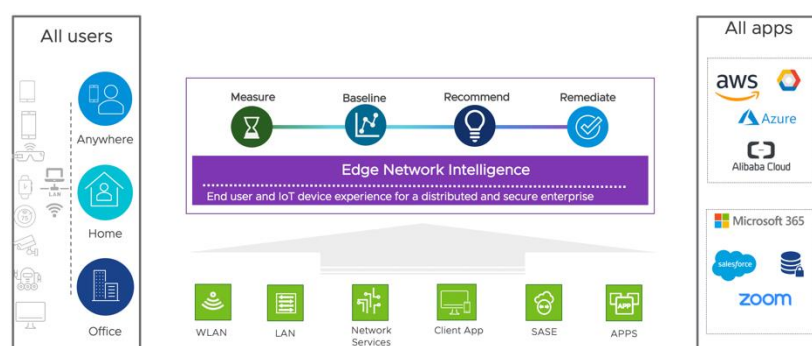 All users
Anywhere
LAN
Home
Office
Measure
Baseline
Recommend
Remediate
Edge Network Intelligence
End user and IoT device experience for a distributed and secure enterprise
WLAN
LAN
Network
Services
Client App
SASE
APP
APPS
All apps
aws
Azure
Alibaba Cloud
Microsoft 365
salesforce
zoom